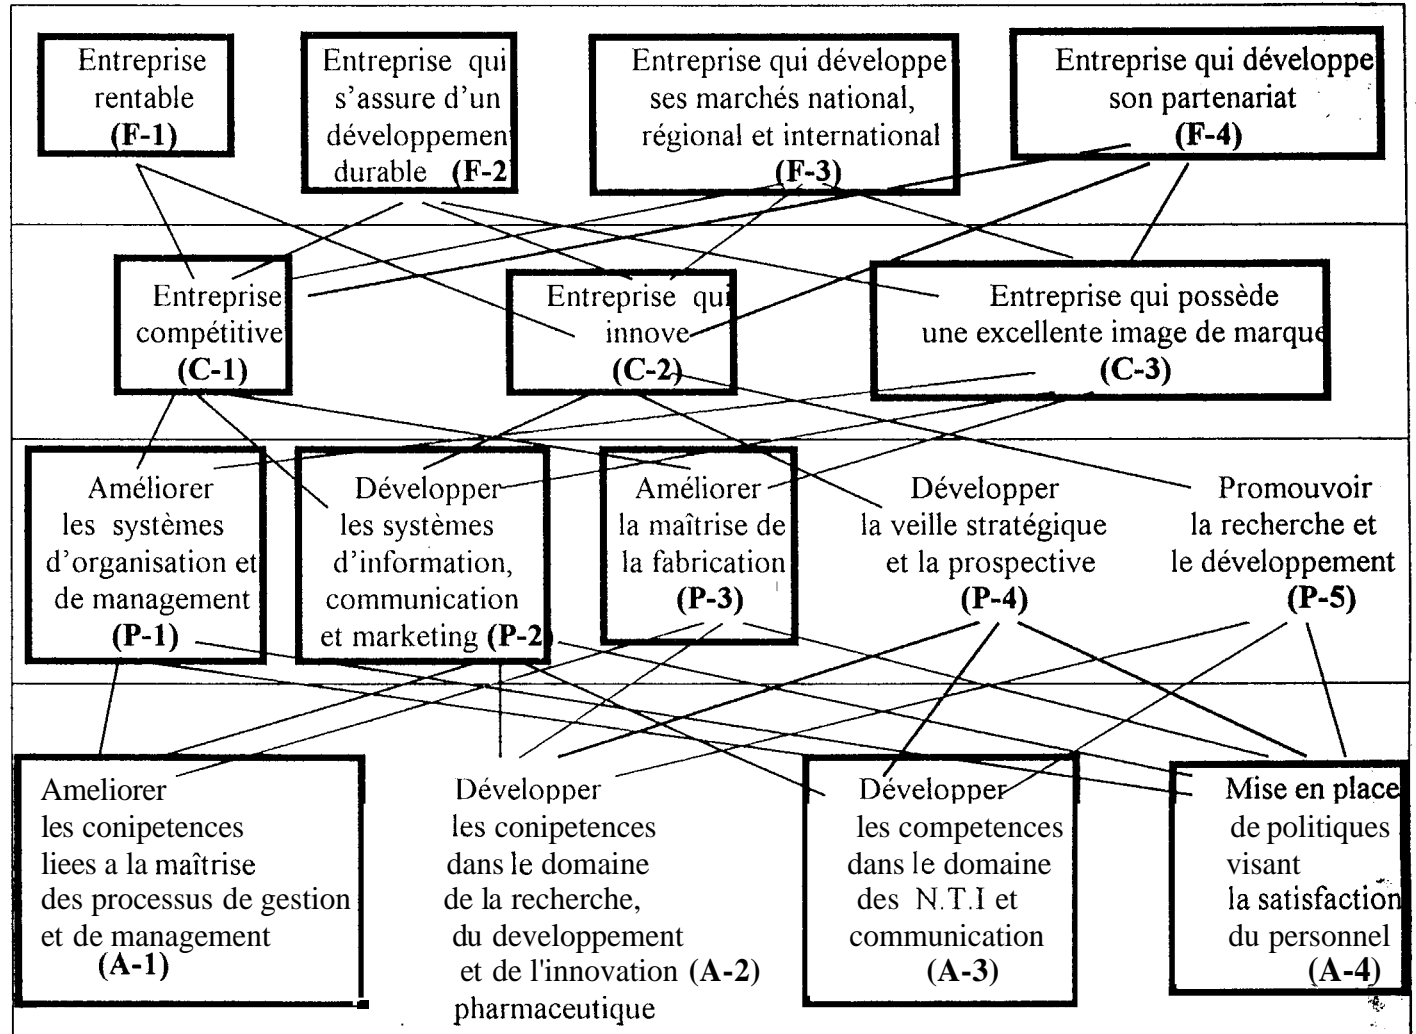 Entreprise
rentable
(F-1)
Entreprise qui
s'assure d'un
développemen
durable (F-2
Entreprise qui développe
ses marchés national,
régional et international
(F-3)
Entreprise qui développe
son partenariat
(F-4)
Entreprise
compétitive
(C-1)
Entreprise qui
innove
(C-2)
Entreprise qui possède
une excellente image de marque
(C-3)
Améliorer
les systèmes
d'organisation et
de management
(P-1)
Développer
les systèmes
d'information,
communication
et marketing (P-2
Améliorer
la maîtrise de
la fabrication
(P-3)
Développer
la veille stratégique
et la prospective
(P-4)
Promouvoir
la recherche et
le développement
(P-5)
Ameliorer
les conipetences
liees a la maîtrise
des processus de gestion
et de management
(A-1)
Développer
les conipetences
dans le domaine
de la recherche,
du developpement
et de l'innovation (A-2)
pharmaceutique
Développer
les competences
dans le domaine
des N.T.I et
communication
(A-3)
Mise en place
de politiques
visant
la satisfaction
du personnel
(A-4)